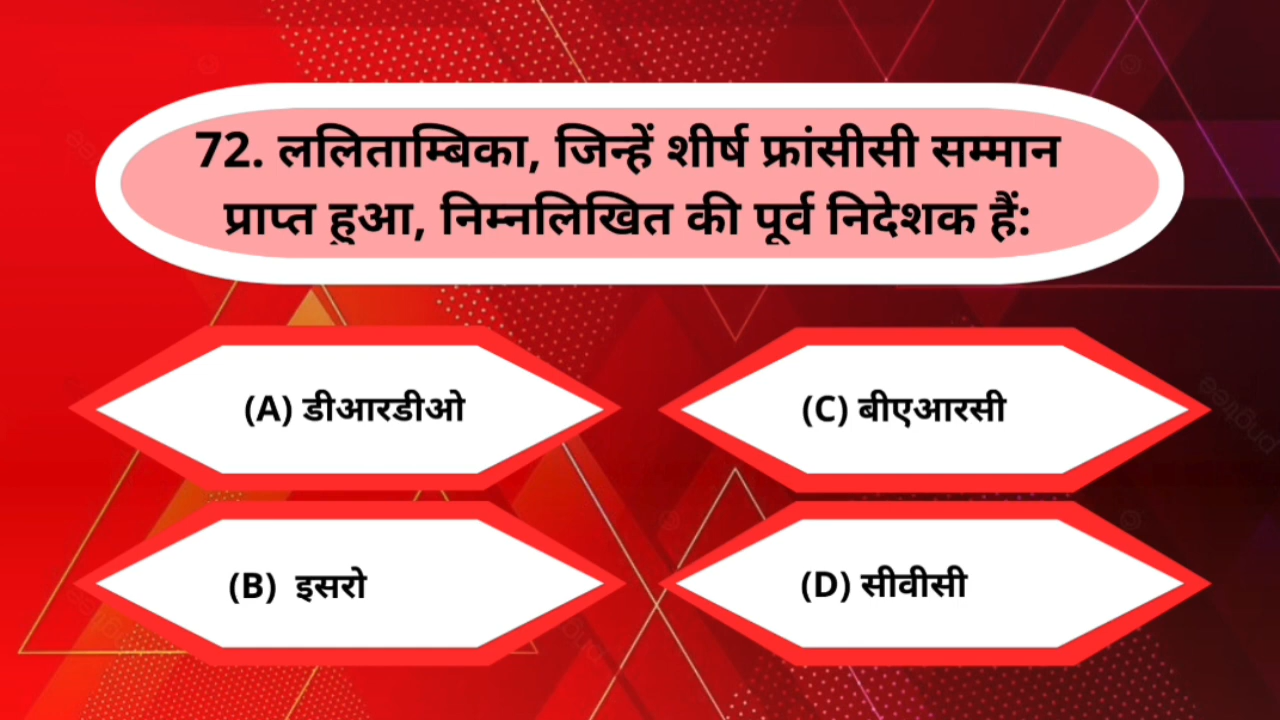 72. ललिताम्बिका, जिन्हें शीर्ष फ्रांसीसी सम्मान
प्राप्त हुआ, निम्नलिखित की पूर्व निदेशक हैं:
(A) डीआरडीओ
(C) बीएआरसी
(B) इसरो
(D) सीवीसी